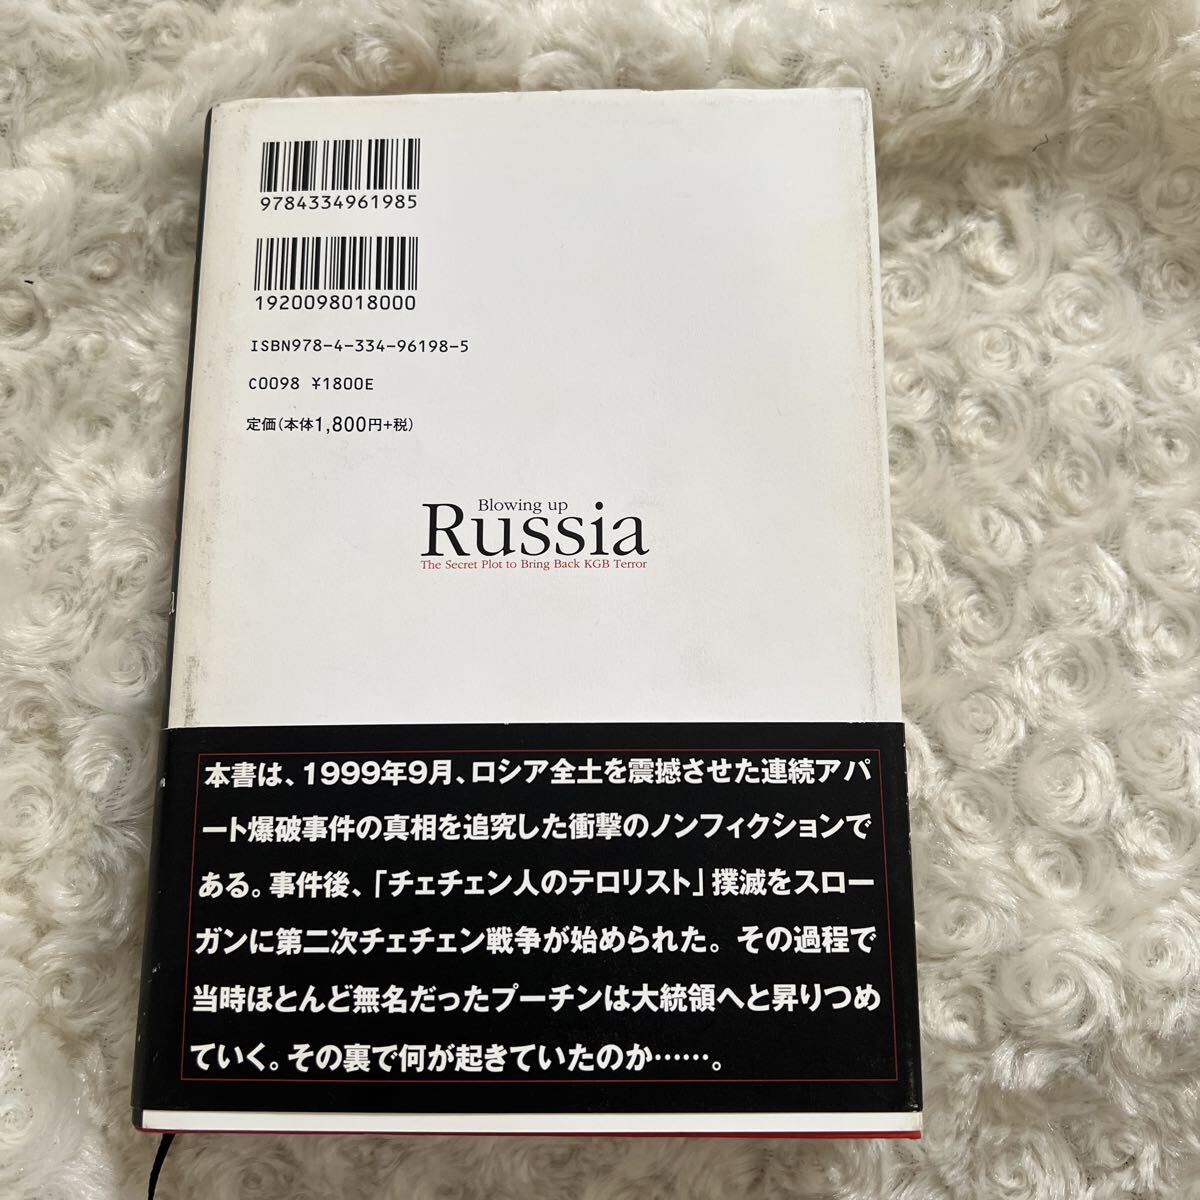 9784334961985
1920098018000
ISBN978-4-334-96198-5
C0098 ¥1800E
定価(本体1,800円+税)
Blowing up
Russia
The Secret Plot to Bring Back KGB Terror
本書は、1999年9月、ロシア全土を震撼させた連続アパ
ート爆破事件の真相を追究した衝撃のノンフィクションで
ある。事件後、「チェチェン人のテロリスト」撲滅をスロー
ガンに第二次チェチェン戦争が始められた。その過程で
当時ほとんど無名だったプーチンは大統領へと昇りつめ
ていく。その裏で何が起きていたのか……。